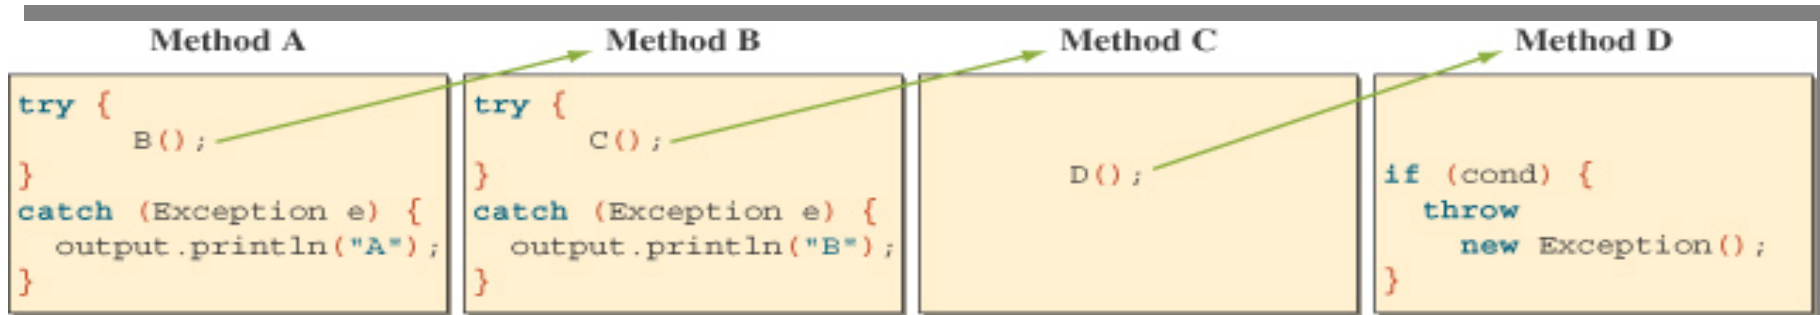 Method A
try {
B();
}
catch (Exception e) {
output.println("A");
}
Method B
try {
C();
}
catch (Exception e) {
output.println("B");
}
Method C
D();
Method D
if (cond) {
throw
new Exception();
}